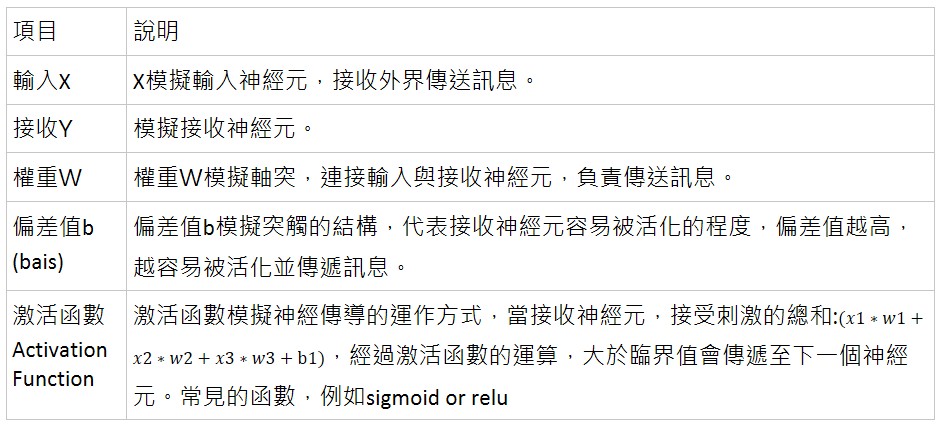 項目 說明
輸入X X模擬輸入神經元，接收外界傳送訊息。
接收Y 模擬接收神經元。
權重W 權重W模擬軸突，連接輸入與接收神經元，負責傳送訊息。
偏差值b 偏差值b模擬突觸的結構，代表接收神經元容易被活化的程度，偏差值越高，
(bais) 越容易被活化並傳遞訊息。
激活函數 激活函數模擬神經傳導的運作方式，當接收神經元，接受刺激的總和:(x1 * w1 +
Activation x2 * w2 + x3 * w3 + b1)，經過激活函數的運算，大於臨界值會傳遞至下一個神經
Function 元。常見的函數，例如sigmoid or relu